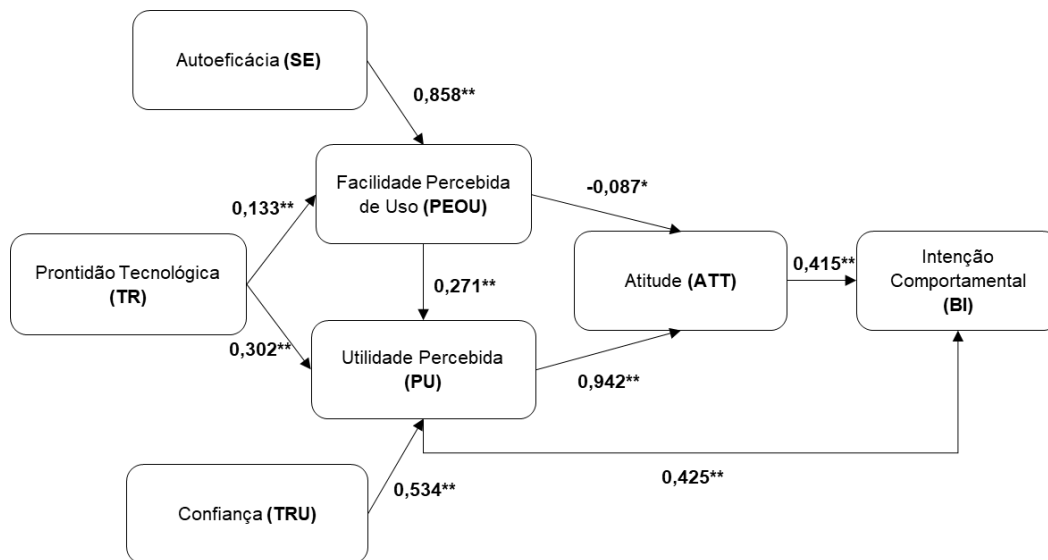 Autoeficácia (SE)
0,858**
Facilidade Percebida
de Uso (PEOU)
-0,087*
0,133**
Prontidão Tecnológica
(TR)
0,271**
Atitude (ATT)
0,415**
Intenção
Comportamental
(BI)
0,302**
Utilidade Percebida
(PU)
0,942**
0,425**
0,534**
Confiança (TRU)